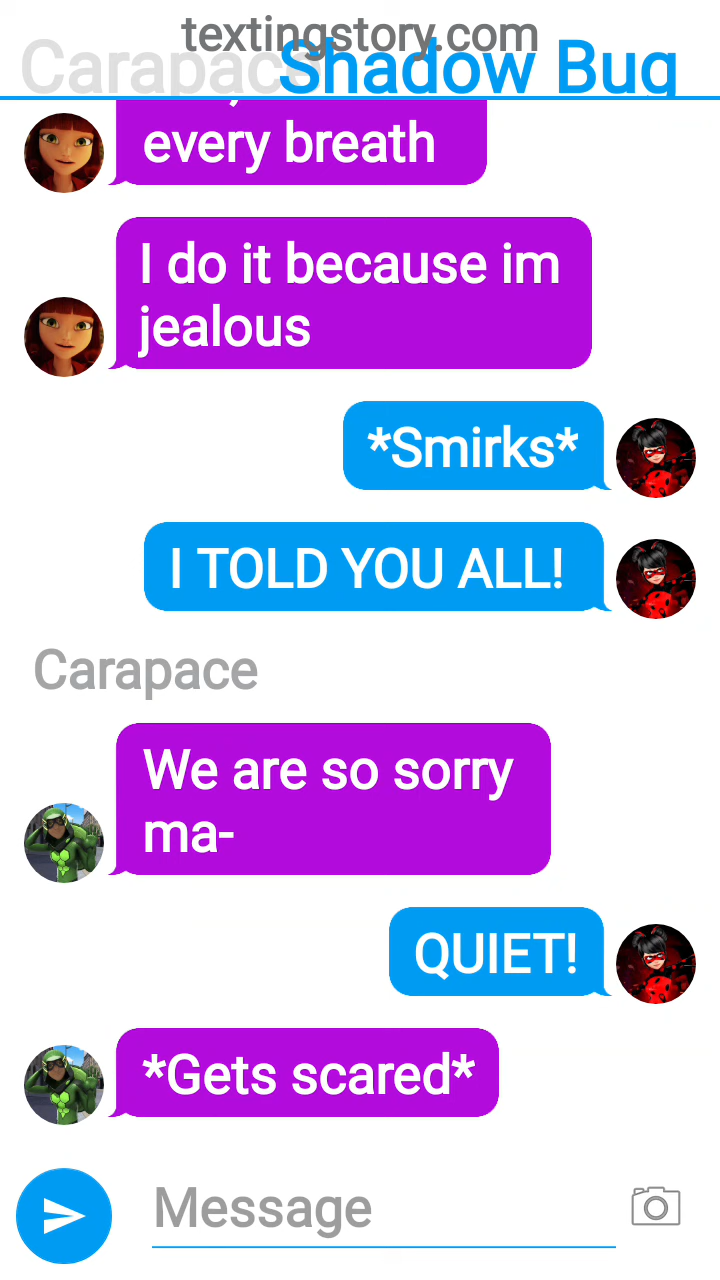 textingstory.com
Carapace Shadow Bug
every breath
I do it because im
jealous
*Smirks*
I TOLD YOU ALL!
Carapace
We are so sorry
ma-
QUIET!
*Gets scared*
Message